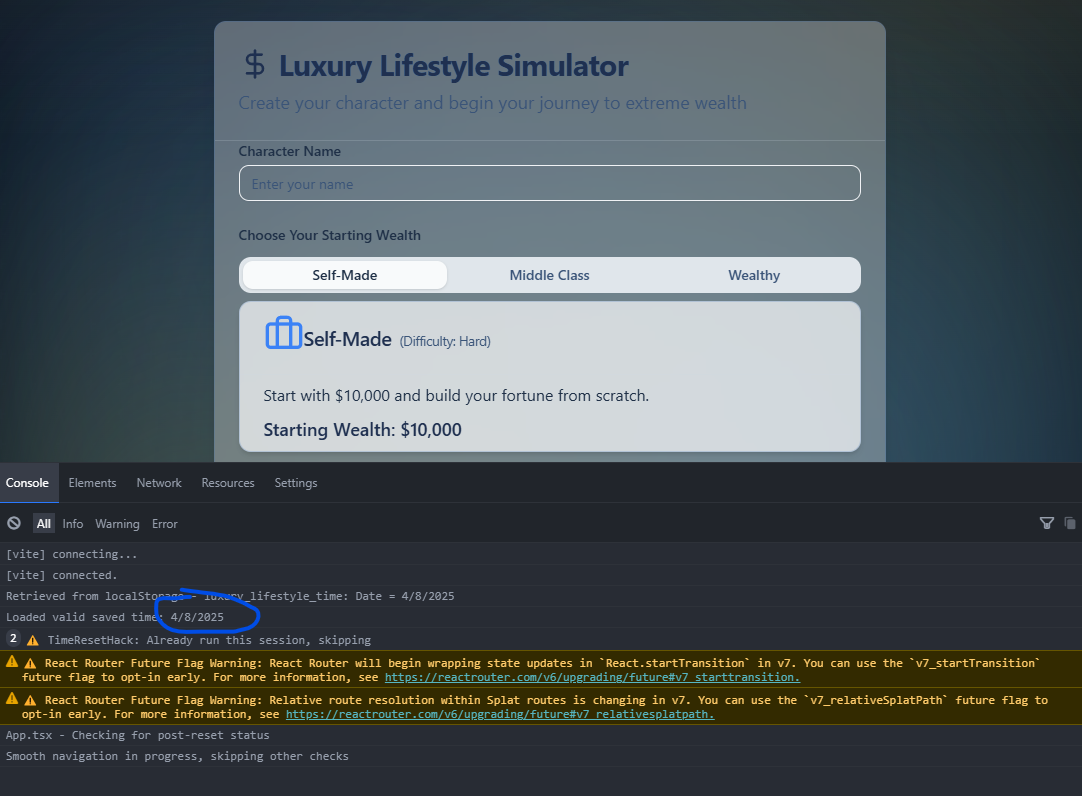 Luxury Lifestyle Simulator
Create your character and begin your journey to extreme wealth
Character Name
Enter your name
Choose Your Starting Wealth
Self-Made Middle Class Wealthy
Self-Made (Difficulty: Hard)
Start with $10,000 and build your fortune from scratch.
Starting Wealth: $10,000
Console Elements Network Resources Settings
All Info Warning Error
[vite] connecting...
[vite] connected.
Retrieved from localStorage - luxury_lifestyle_time: Date = 4/8/2025
Loaded valid saved time: 4/8/2025
2 TimeResetHack: Already run this session, skipping
React Router Future Flag Warning: React Router will begin wrapping state updates in `React.startTransition` in v7. You can use the `v7_startTransition`
future flag to opt-in early. For more information, see https://reactrouter.com/v6/upgrading/future#v7_starttransition.
React Router Future Flag Warning: Relative route resolution within Splat routes is changing in v7. You can use the `v7_relativeSplatPath` future flag to
opt-in early. For more information, see https://reactrouter.com/v6/upgrading/future#v7_relativesplatpath.
App.tsx - Checking for post-reset status
Smooth navigation in progress, skipping other checks